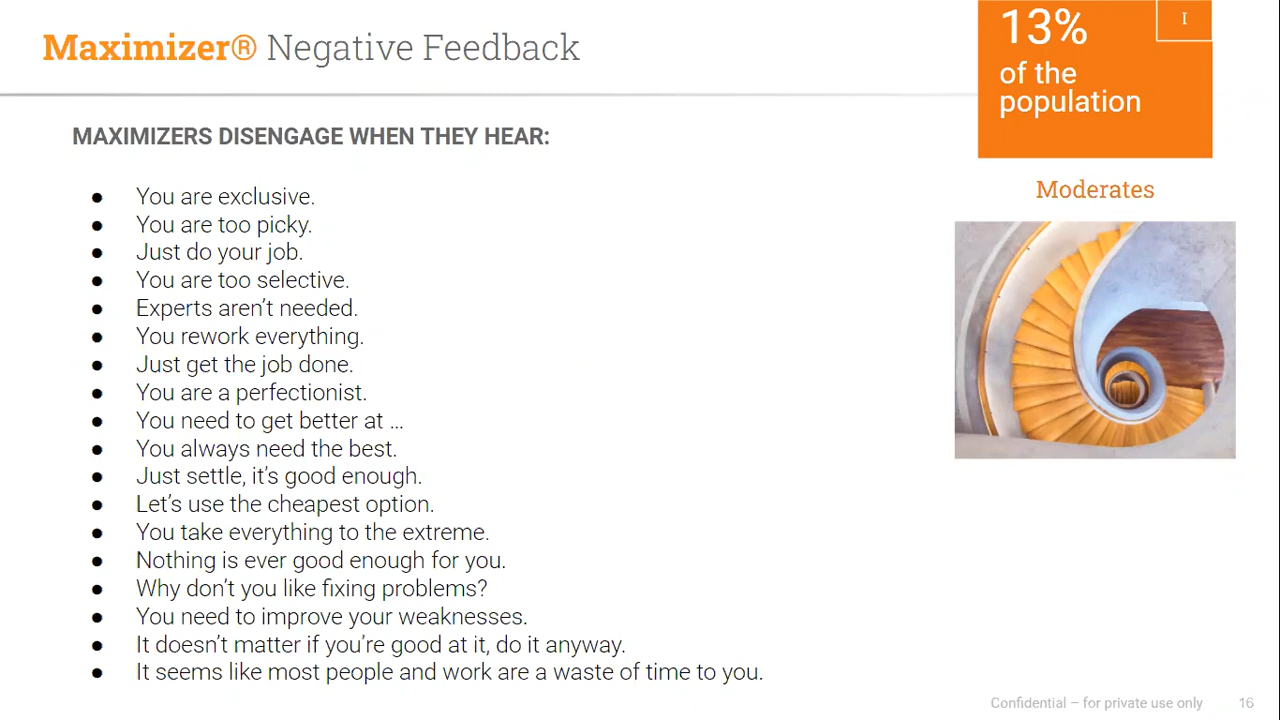 Maximizer® Negative Feedback
13%
of the
population
I
MAXIMIZERS DISENGAGE WHEN THEY HEAR:
Moderates
● You are exclusive.
● You are too picky.
● Just do your job.
● You are too selective.
● Experts aren’t needed.
● You rework everything.
● Just get the job done.
● You are a perfectionist.
● You need to get better at ...
● You always need the best.
● Just settle, it’s good enough.
● Let’s use the cheapest option.
● You take everything to the extreme.
● Nothing is ever good enough for you.
● Why don’t you like fixing problems?
● You need to improve your weaknesses.
● It doesn’t matter if you’re good at it, do it anyway.
● It seems like most people and work are a waste of time to you.
Confidential – for private use only 16